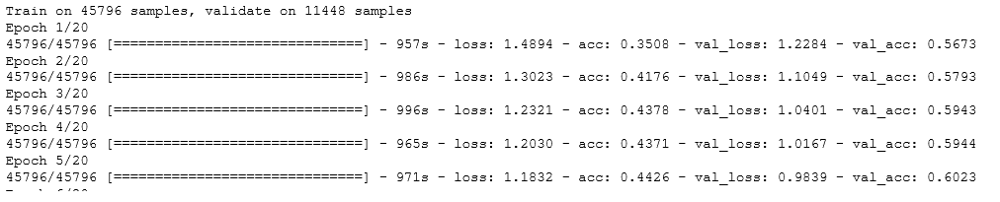 Train on 45796 samples, validate on 11448 samples
Epoch 1/20
45796/45796 [==============================] - 957s - loss: 1.4894 - acc: 0.3508 - val_loss: 1.2284 - val_acc: 0.5673
Epoch 2/20
45796/45796 [==============================] - 986s - loss: 1.3023 - acc: 0.4176 - val_loss: 1.1049 - val_acc: 0.5793
Epoch 3/20
45796/45796 [==============================] - 996s - loss: 1.2321 - acc: 0.4378 - val_loss: 1.0401 - val_acc: 0.5943
Epoch 4/20
45796/45796 [==============================] - 965s - loss: 1.2030 - acc: 0.4371 - val_loss: 1.0167 - val_acc: 0.5944
Epoch 5/20
45796/45796 [==============================] - 971s - loss: 1.1832 - acc: 0.4426 - val_loss: 0.9839 - val_acc: 0.6023